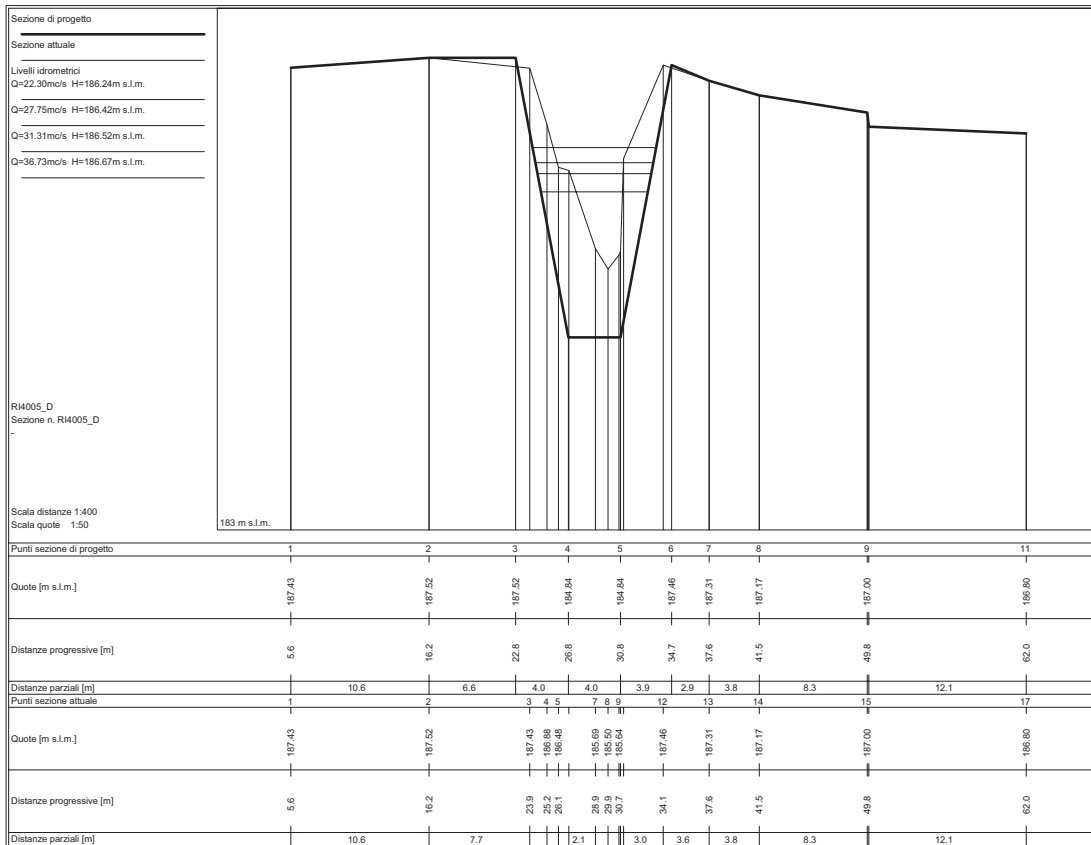 Sezione di progetto
Sezione attuale
Livelli idrometrici
Q=22.30mc/s H=186.24m s.l.m.
Q=27.75mc/s H=186.42m s.l.m.
Q=31.31mc/s H=186.52m s.l.m.
Q=36.73mc/s H=186.67m s.l.m.
RI4005_D
Sezione n. RI4005_D
-
Scala distanze 1:400
Scala quote 1:50
183 m s.l.m.
Punti sezione di progetto 1 2 3 4 5 6 7 8 9 11
Quote [m s.l.m.] 187.43 187.52 187.52 184.84 184.84 187.46 187.31 187.17 187.00 186.80
Distanze progressive [m] 5.6 16.2 22.8 26.8 30.8 34.7 37.6 41.5 49.8 62.0
Distanze parziali [m] 10.6 6.6 4.0 4.0 3.9 2.9 3.8 8.3 12.1
Punti sezione attuale 1 2 3 4 5 7 8 9 12 13 14 15 17
Quote [m s.l.m.] 187.43 187.52 187.43 186.88 186.48 185.69 185.50 185.64 187.46 187.31 187.17 187.00 186.80
Distanze progressive [m] 5.6 16.2 23.9 25.2 26.1 28.9 29.9 30.7 34.1 37.6 41.5 49.8 62.0
Distanze parziali [m] 10.6 7.7 2.1 3.0 3.6 3.8 8.3 12.1